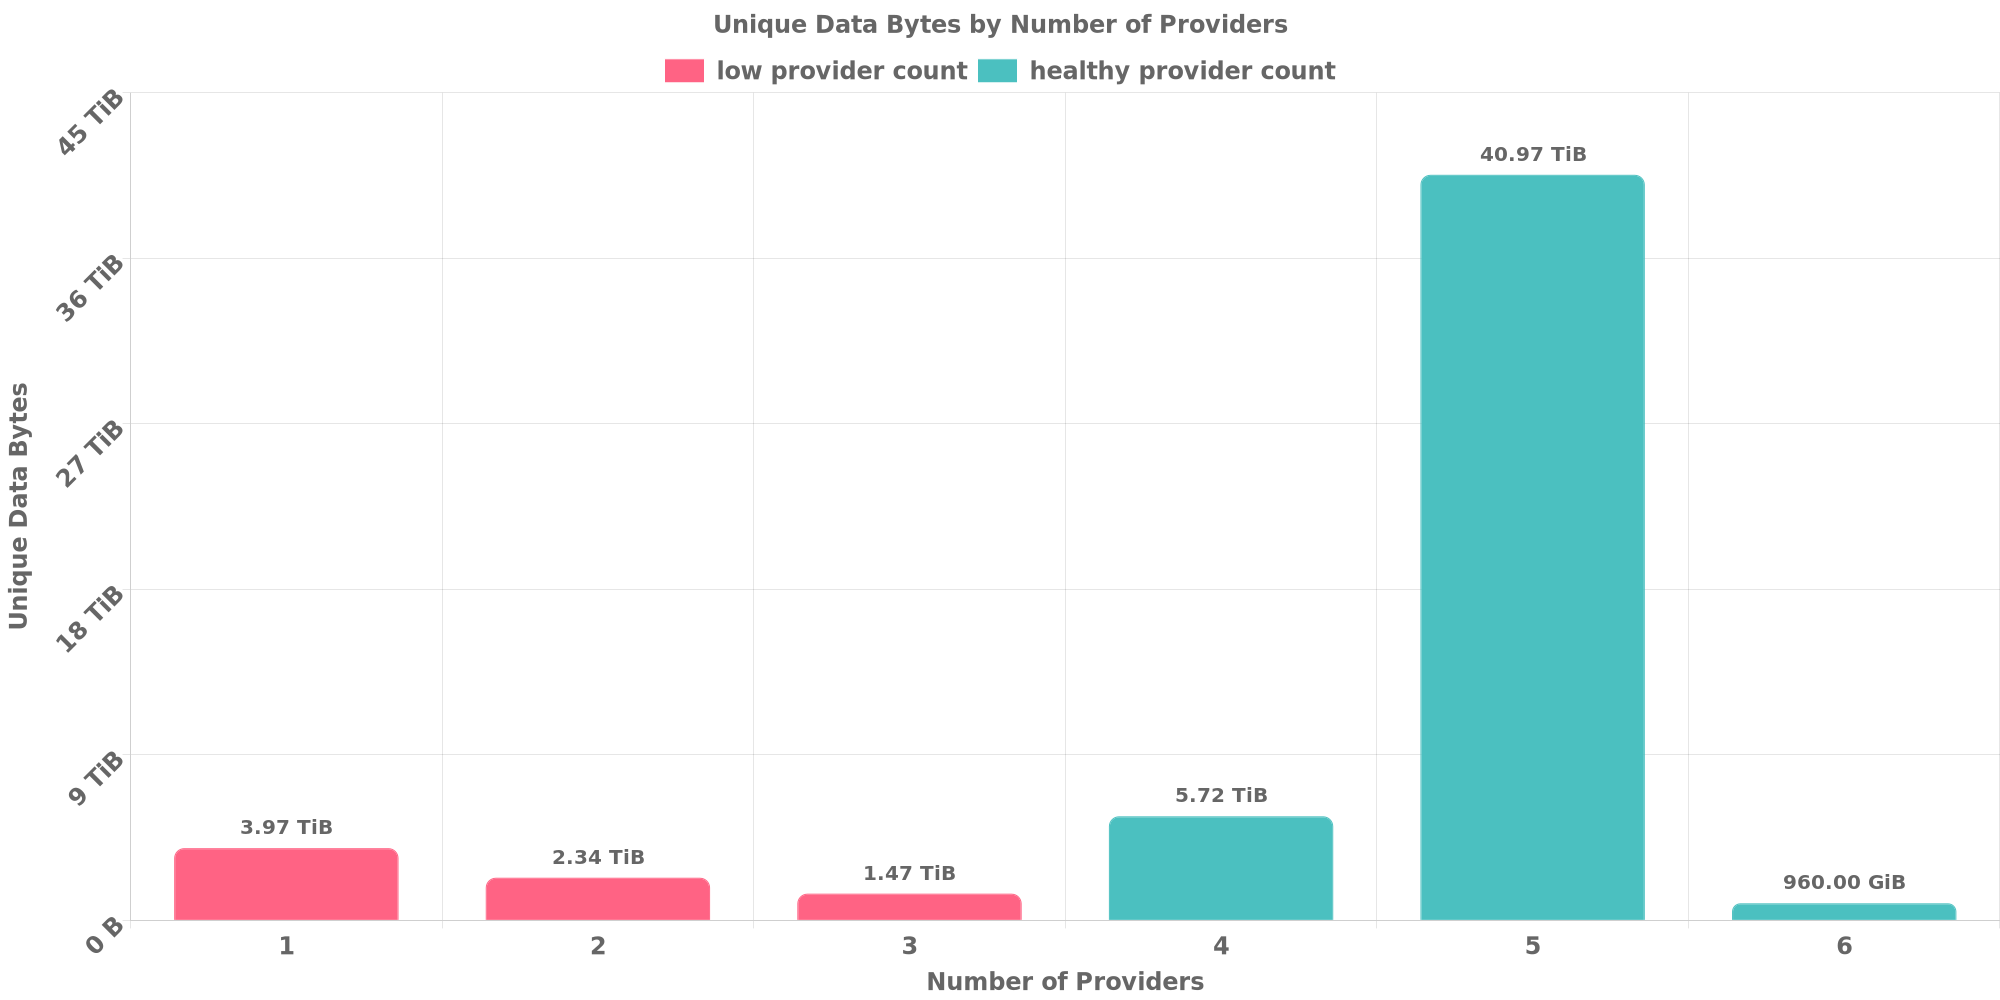 Unique Data Bytes by Number of Providers
low provider count healthy provider count
45 TiB
36 TiB
27 TiB
18 TiB
9 TiB
0 B
Unique Data Bytes
3.97 TiB
2.34 TiB
1.47 TiB
5.72 TiB
40.97 TiB
960.00 GiB
1 2 3 4 5 6
Number of Providers